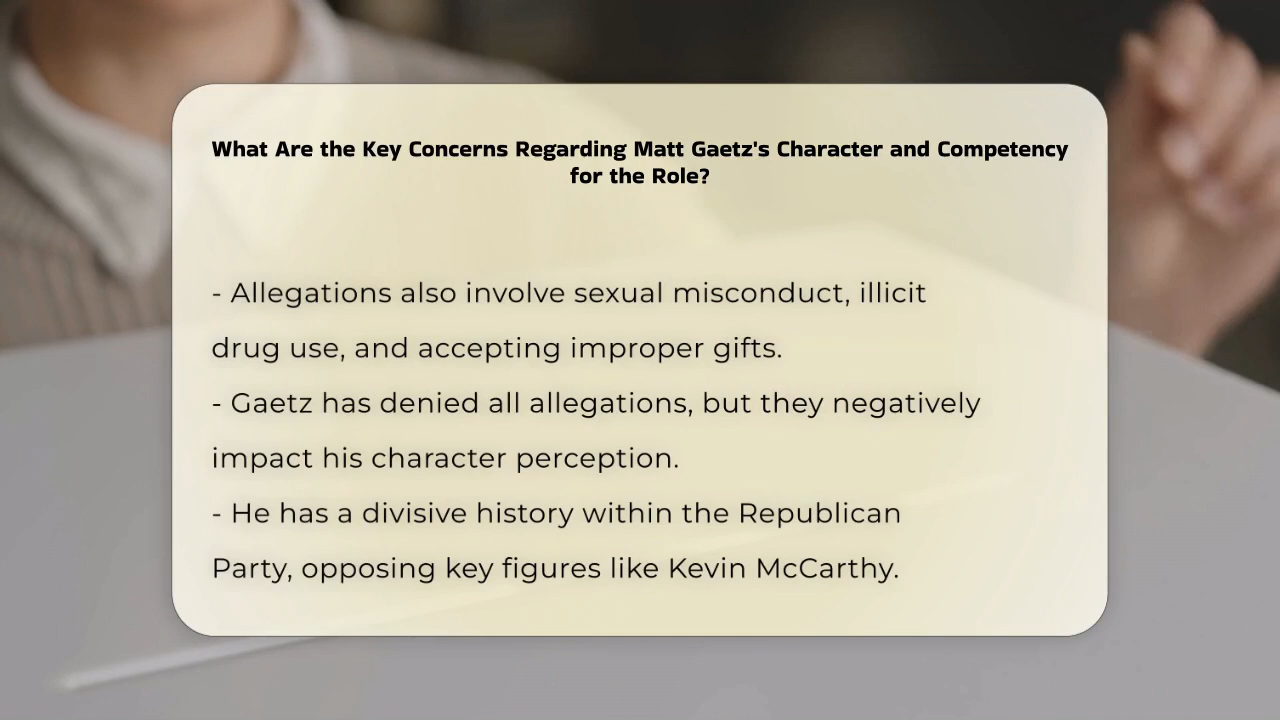 What Are the Key Concerns Regarding Matt Gaetz's Character and Competency
for the Role?
- Allegations also involve sexual misconduct, illicit
drug use, and accepting improper gifts.
- Gaetz has denied all allegations, but they negatively
impact his character perception.
- He has a divisive history within the Republican
Party, opposing key figures like Kevin McCarthy.